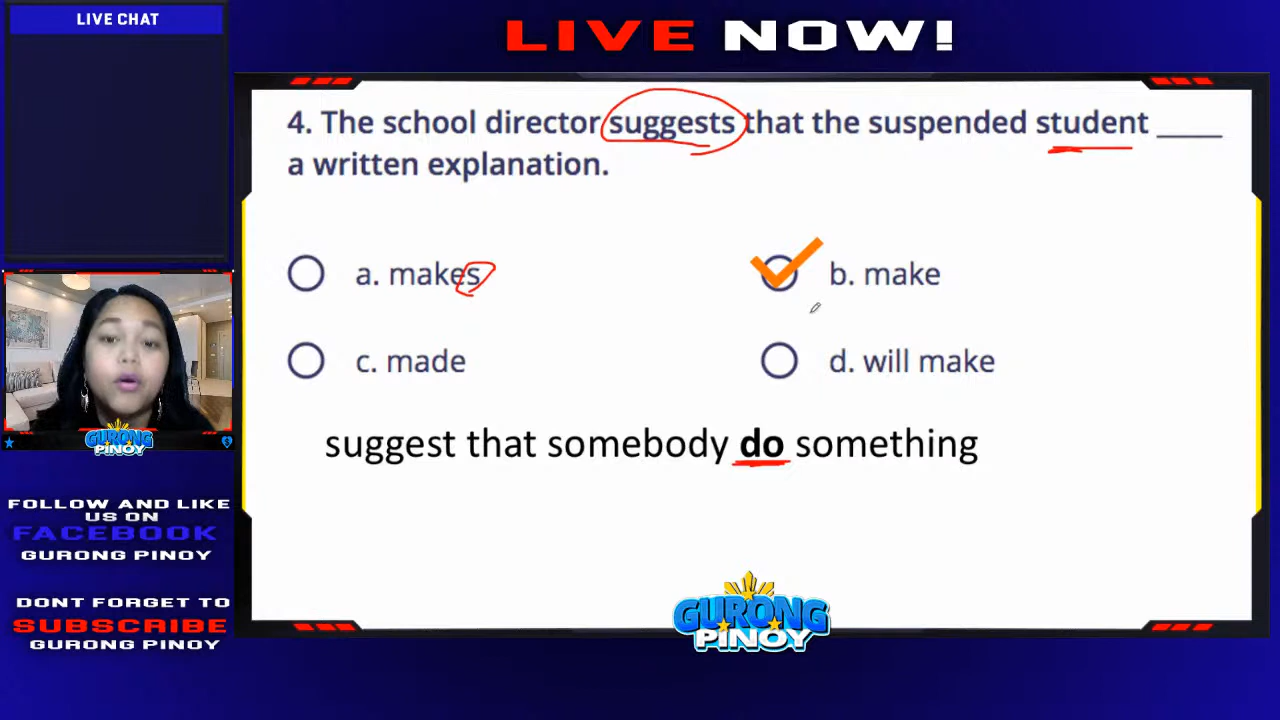 LIVE CHAT
LIVE NOW!
4. The school director suggests that the suspended student ____
a written explanation.
a. makes
b. make
c. made
d. will make
suggest that somebody do something
GURONG
PINOY
FOLLOW AND LIKE
US ON
FACEBOOK
GURONG PINOY
DONT FORGET TO
SUBSCRIBE
GURONG PINOY
GURONG
PINOY